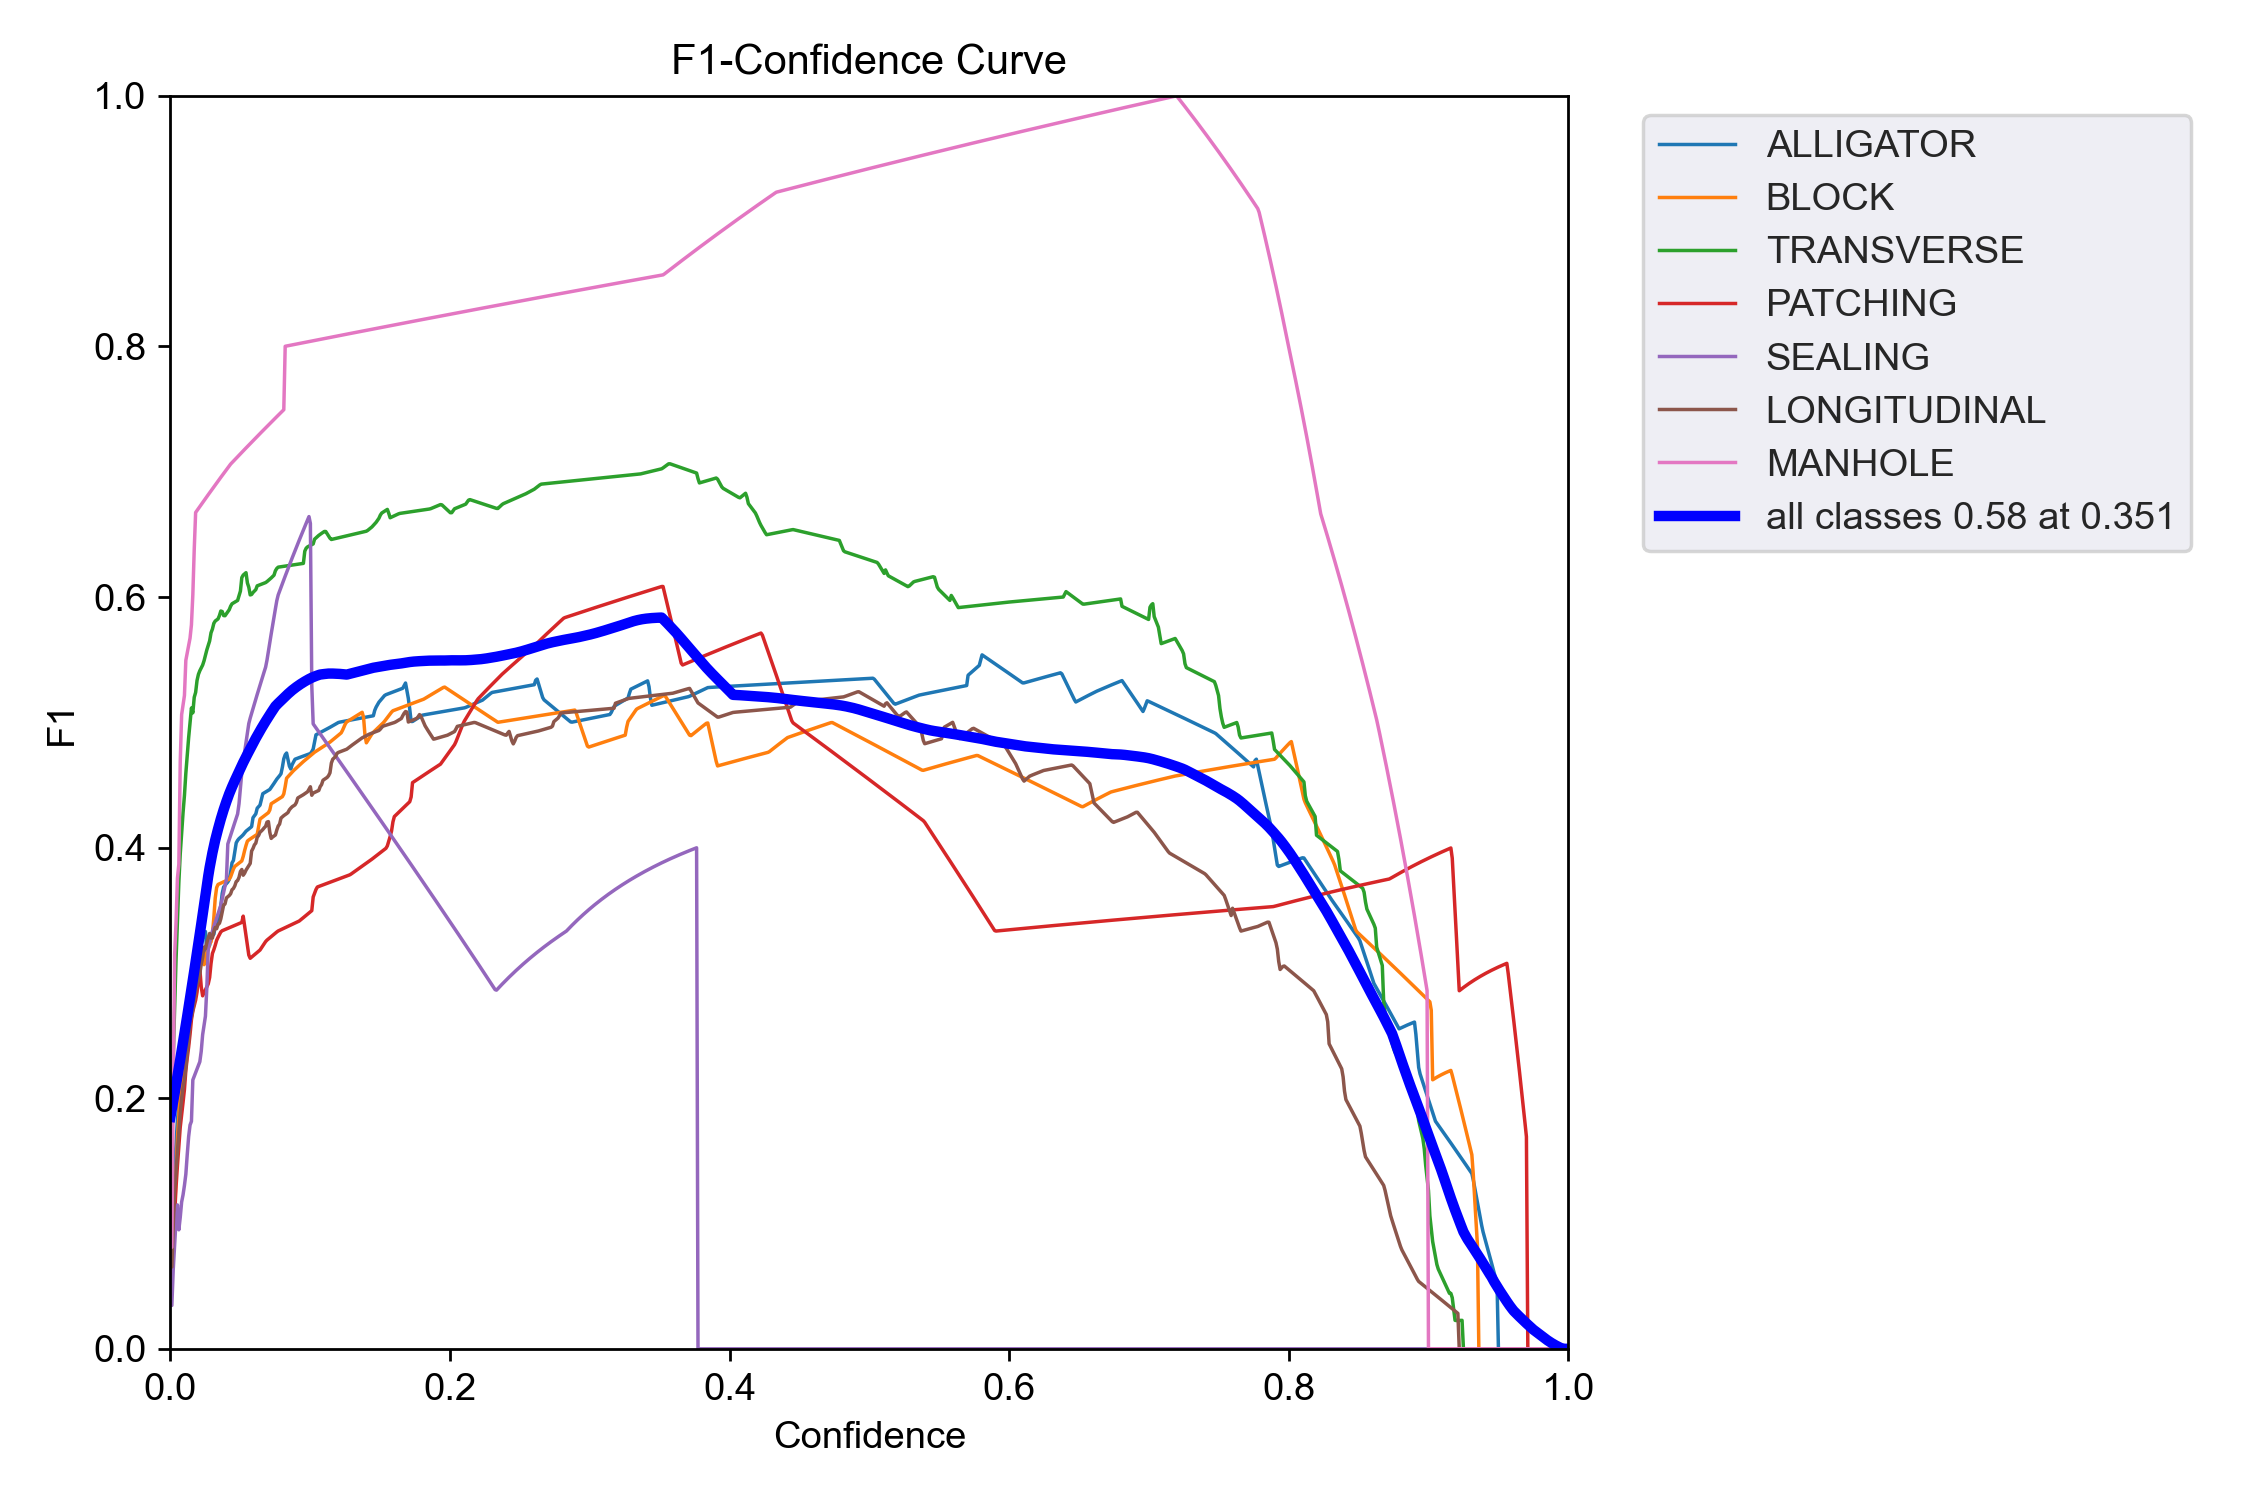 F1-Confidence Curve
1.0
0.8
0.6
0.4
0.2
0.0
F1
0.0 0.2 0.4 0.6 0.8 1.0
Confidence
ALLIGATOR
BLOCK
TRANSVERSE
PATCHING
SEALING
LONGITUDINAL
MANHOLE
all classes 0.58 at 0.351